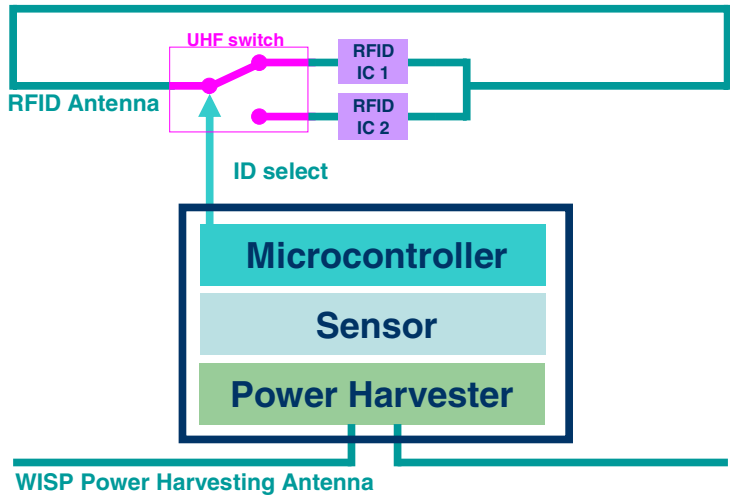 UHF switch
RFID
IC 1
RFID Antenna
RFID
IC 2
ID select
Microcontroller
Sensor
Power Harvester
WISP Power Harvesting Antenna